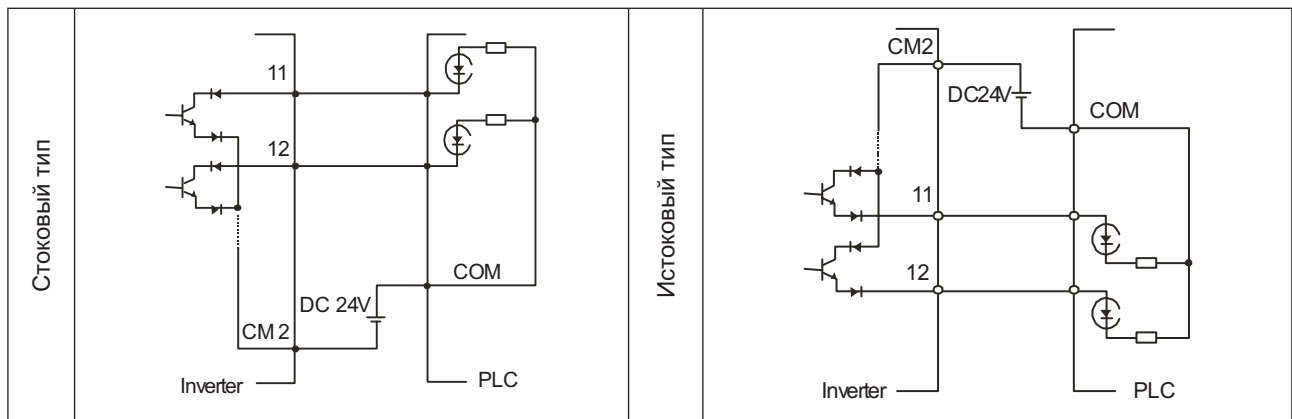 Стоковый тип
11
12
COM
DC 24V
CM 2
Inverter
PLC
Истоковый тип
CM2
DC24V
COM
11
12
Inverter
PLC